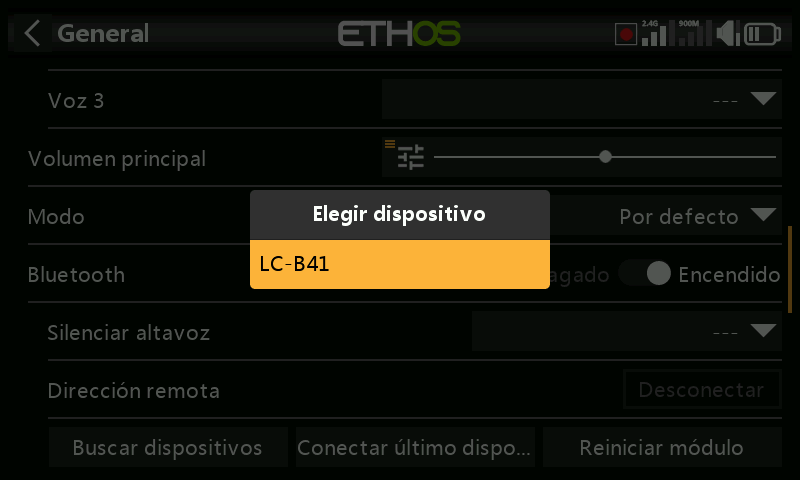 General
ETHOS
2.4G
900M
Voz 3
---
Volumen principal
Modo
Por defecto
Elegir dispositivo
LC-B41
Bluetooth
agado
Encendido
Silenciar altavoz
---
Dirección remota
Desconectar
Buscar dispositivos
Conectar último dispo...
Reiniciar módulo